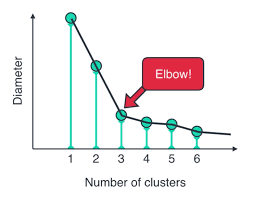 Diameter
Elbow!
1 2 3 4 5 6
Number of clusters